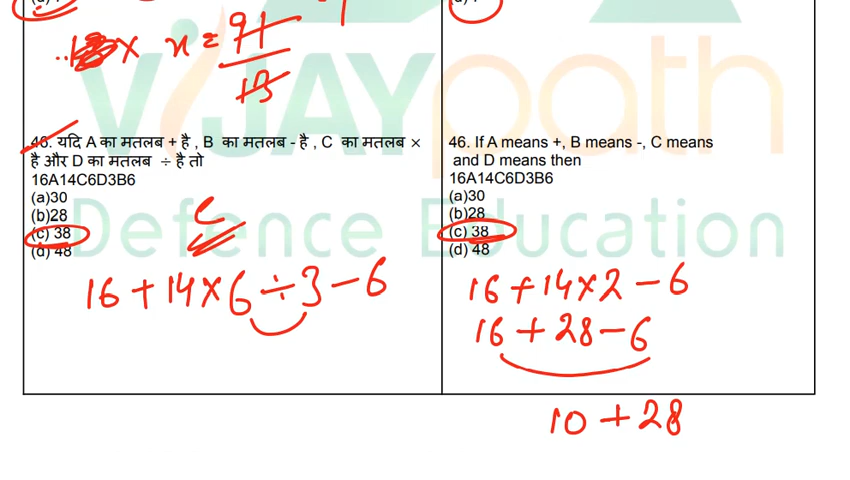 x n = 91
13
46. यदि A का मतलब + है , B का मतलब - है , C का मतलब ×
है और D का मतलब ÷ है तो
16A14C6D3B6
(a)30
(b)28
(c) 38
(d) 48
c
16 + 14 × 6 ÷ 3 - 6
46. If A means +, B means -, C means
and D means then
16A14C6D3B6
(a)30
(b)28
(c) 38
(d) 48
16 + 14 × 2 - 6
16 + 28 - 6
10 + 28
VIJAYpath
Defence Education